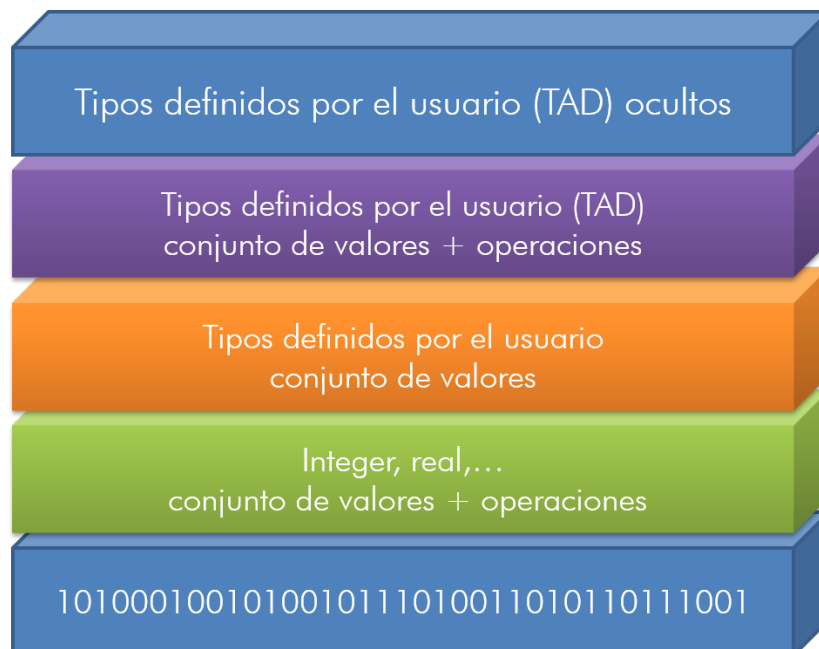 Tipos definidos por el usuario (TAD) ocultos
Tipos definidos por el usuario (TAD)
conjunto de valores + operaciones
Tipos definidos por el usuario
conjunto de valores
Integer, real,...
conjunto de valores + operaciones
1010001001010010111010011010110111001